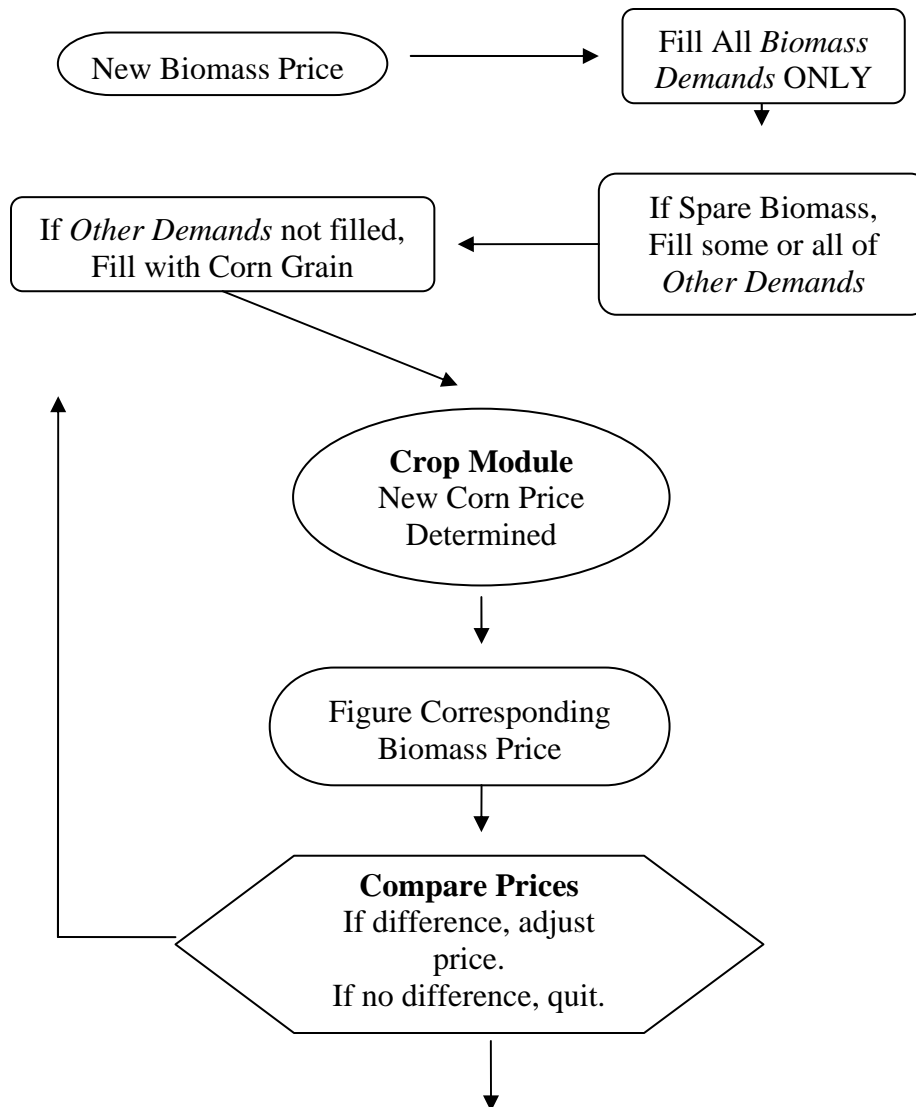 New Biomass Price
Fill All Biomass
Demands ONLY
If Spare Biomass,
Fill some or all of
Other Demands
If Other Demands not filled,
Fill with Corn Grain
Crop Module
New Corn Price
Determined
Figure Corresponding
Biomass Price
Compare Prices
If difference, adjust
price.
If no difference, quit.